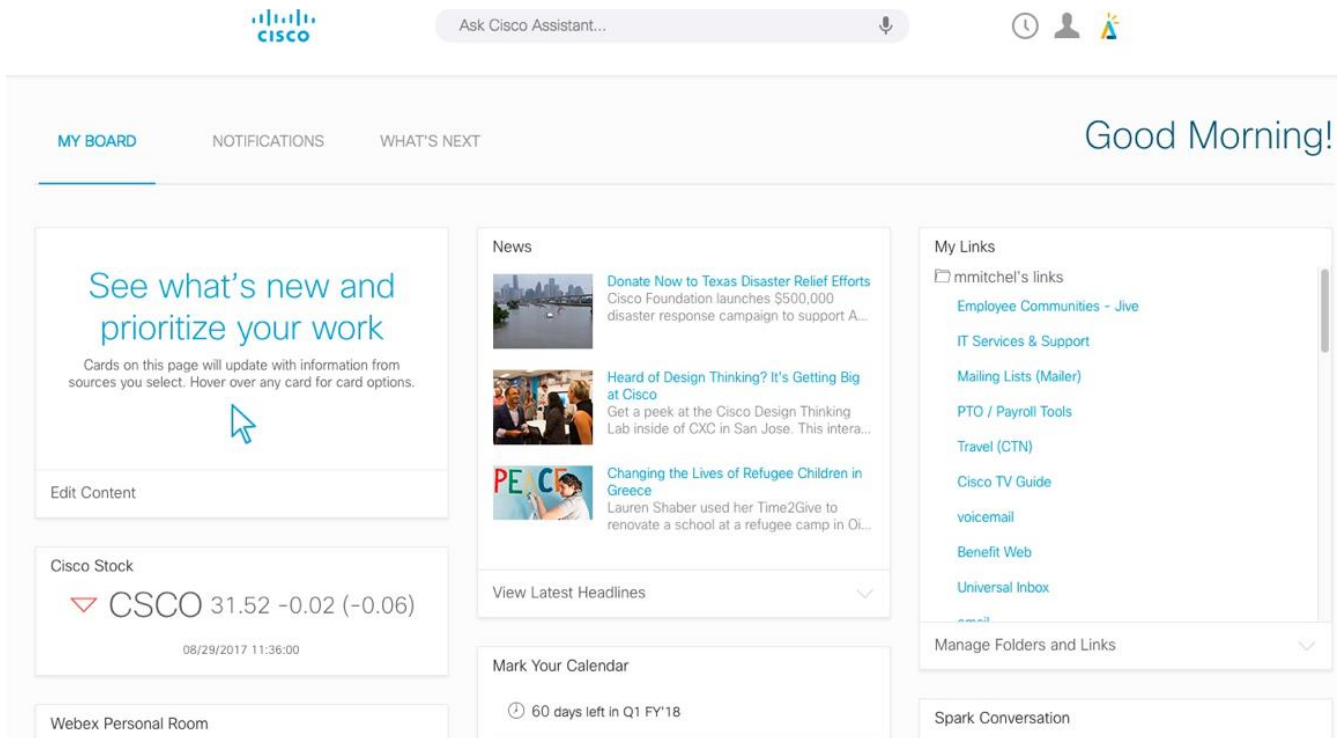 CISCO
Ask Cisco Assistant...
MY BOARD
NOTIFICATIONS
WHAT'S NEXT
Good Morning!
See what's new and
prioritize your work
Cards on this page will update with information from
sources you select. Hover over any card for card options.
Edit Content
Cisco Stock
CSCO 31.52 -0.02 (-0.06)
08/29/2017 11:36:00
Webex Personal Room
News
Donate Now to Texas Disaster Relief Efforts
Cisco Foundation launches $500,000
disaster response campaign to support A...
Heard of Design Thinking? It's Getting Big
at Cisco
Get a peek at the Cisco Design Thinking
Lab inside of CXC in San Jose. This intera...
PEACE
Changing the Lives of Refugee Children in
Greece
Lauren Shaber used her Time2Give to
renovate a school at a refugee camp in Oi...
View Latest Headlines
Mark Your Calendar
60 days left in Q1 FY'18
My Links
mmitchel's links
Employee Communities - Jive
IT Services & Support
Mailing Lists (Mailer)
PTO / Payroll Tools
Travel (CTN)
Cisco TV Guide
voicemail
Benefit Web
Universal Inbox
email
Manage Folders and Links
Spark Conversation